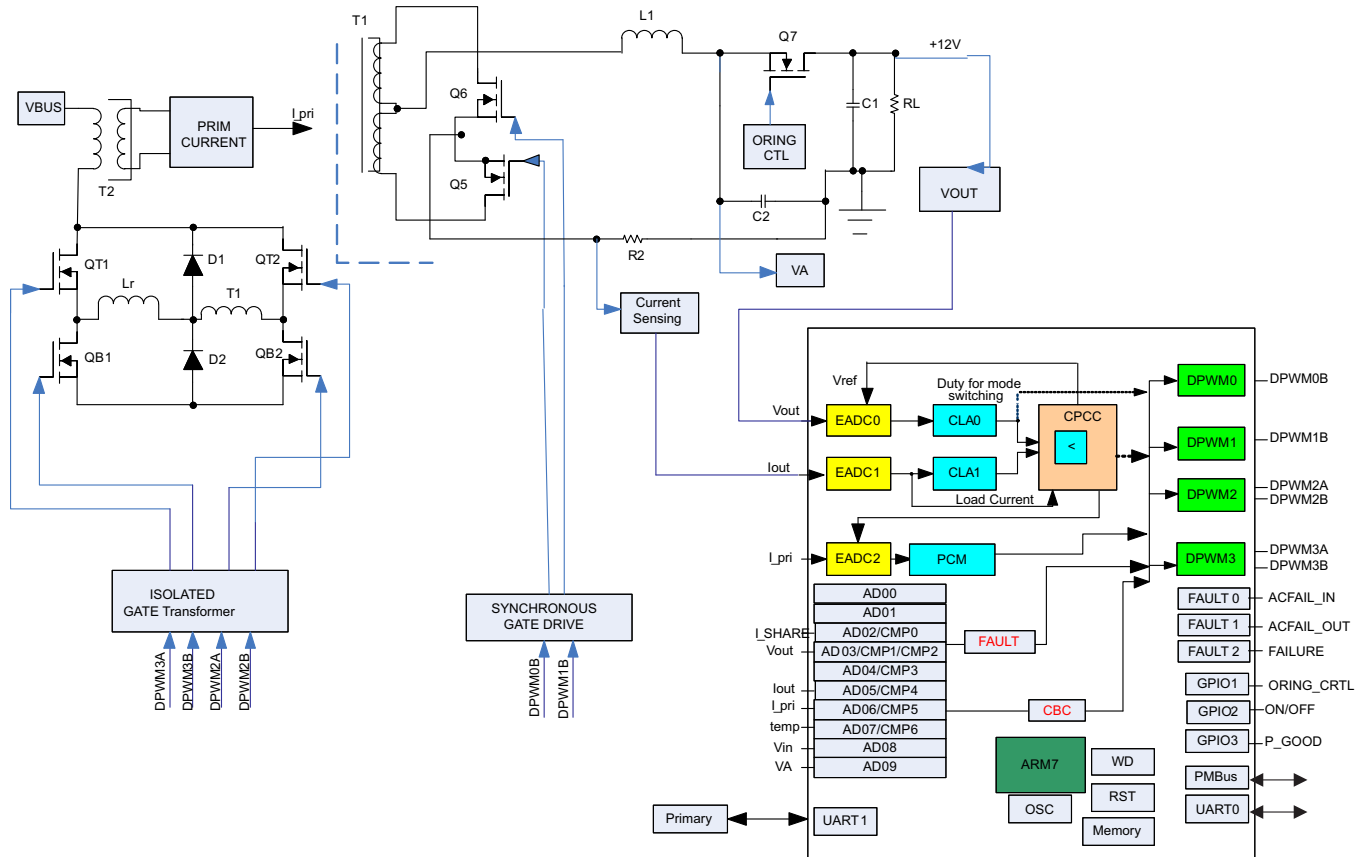 T1
L1
Q7
+12V
VBUS
PRIM
CURRENT
I_pri
Q6
C1
RL
ORING
CTL
T2
Q5
VOUT
C2
R2
VA
QT1
D1
QT2
Lr
T1
Current
Sensing
QB1
D2
QB2
Vref
Duty for mode
switching
Vout
EADC0
CLA0
CPCC
<
Iout
EADC1
CLA1
Load Current
I_pri
EADC2
PCM
DPWM0
DPWM0B
DPWM1
DPWM1B
DPWM2
DPWM2A
DPWM2B
DPWM3
DPWM3A
DPWM3B
ISOLATED
GATE Transformer
DPWM3A
DPWM3B
DPWM2A
DPWM2B
SYNCHRONOUS
GATE DRIVE
DPWM0B
DPWM1B
AD00
AD01
I_SHARE
AD02/CMP0
Vout
AD03/CMP1/CMP2
AD04/CMP3
Iout
AD05/CMP4
I_pri
AD06/CMP5
temp
AD07/CMP6
Vin
AD08
VA
AD09
FAULT
CBC
FAULT 0
ACFAIL_IN
FAULT 1
ACFAIL_OUT
FAULT 2
FAILURE
GPIO1
ORING_CRTL
GPIO2
ON/OFF
GPIO3
P_GOOD
ARM7
WD
PMBus
OSC
RST
UART0
Memory
Primary
UART1